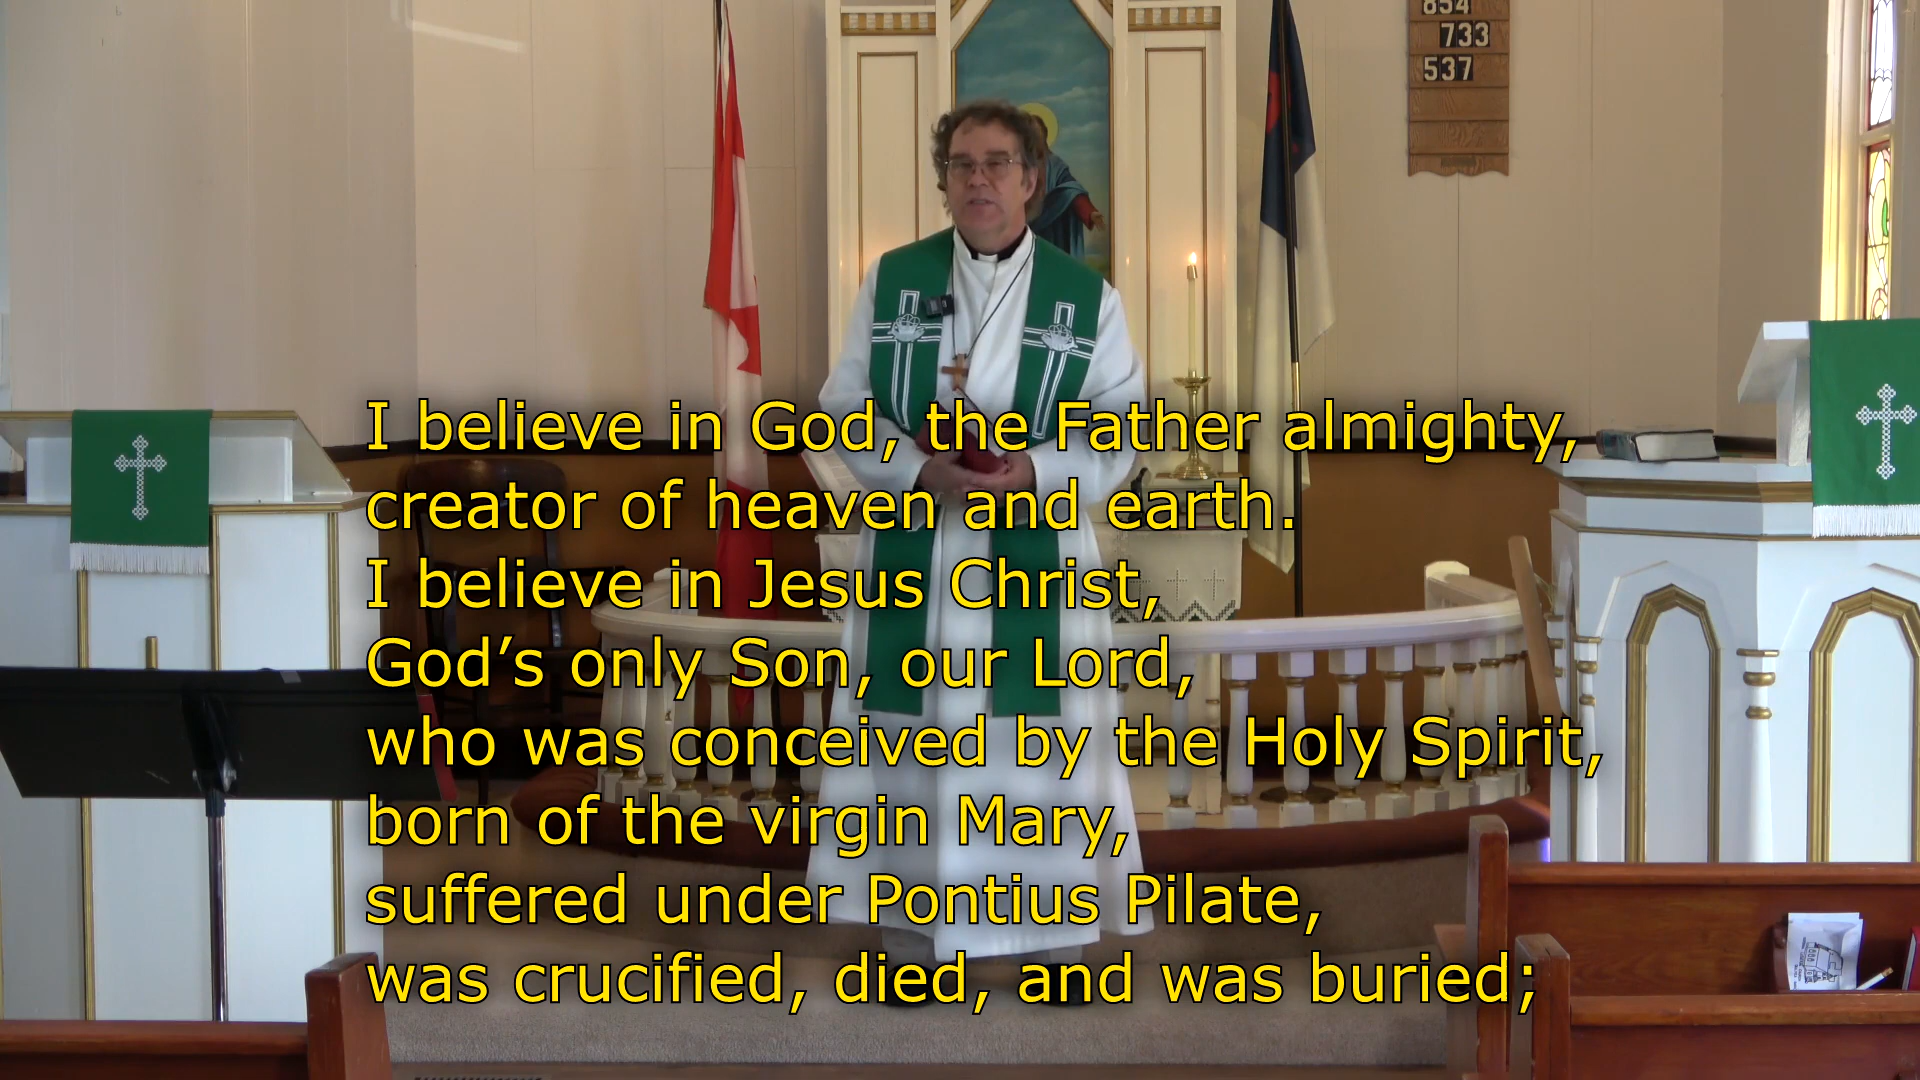 854
733
537
I believe in God, the Father almighty,
creator of heaven and earth.
I believe in Jesus Christ,
God’s only Son, our Lord,
who was conceived by the Holy Spirit,
born of the virgin Mary,
suffered under Pontius Pilate,
was crucified, died, and was buried;